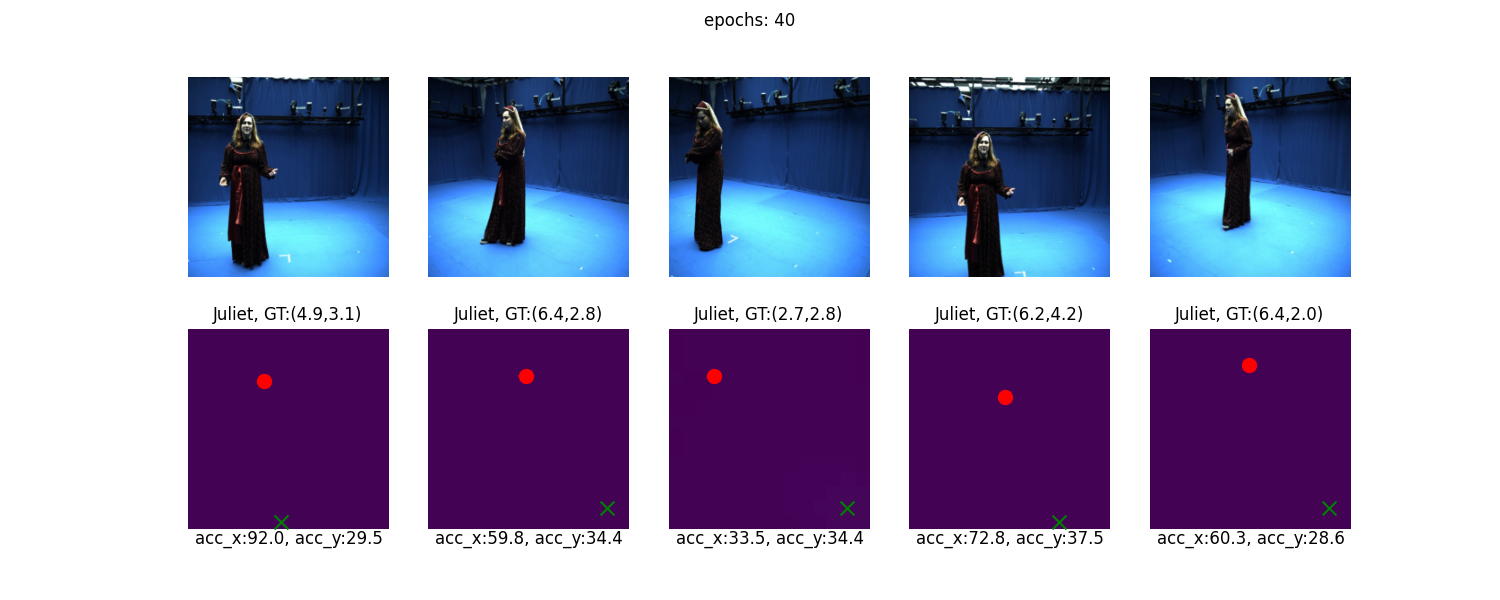 epochs: 40
Juliet, GT:(4.9,3.1)
Juliet, GT:(6.4,2.8)
Juliet, GT:(2.7,2.8)
Juliet, GT:(6.2,4.2)
Juliet, GT:(6.4,2.0)
acc_x:92.0, acc_y:29.5
acc_x:59.8, acc_y:34.4
acc_x:33.5, acc_y:34.4
acc_x:72.8, acc_y:37.5
acc_x:60.3, acc_y:28.6